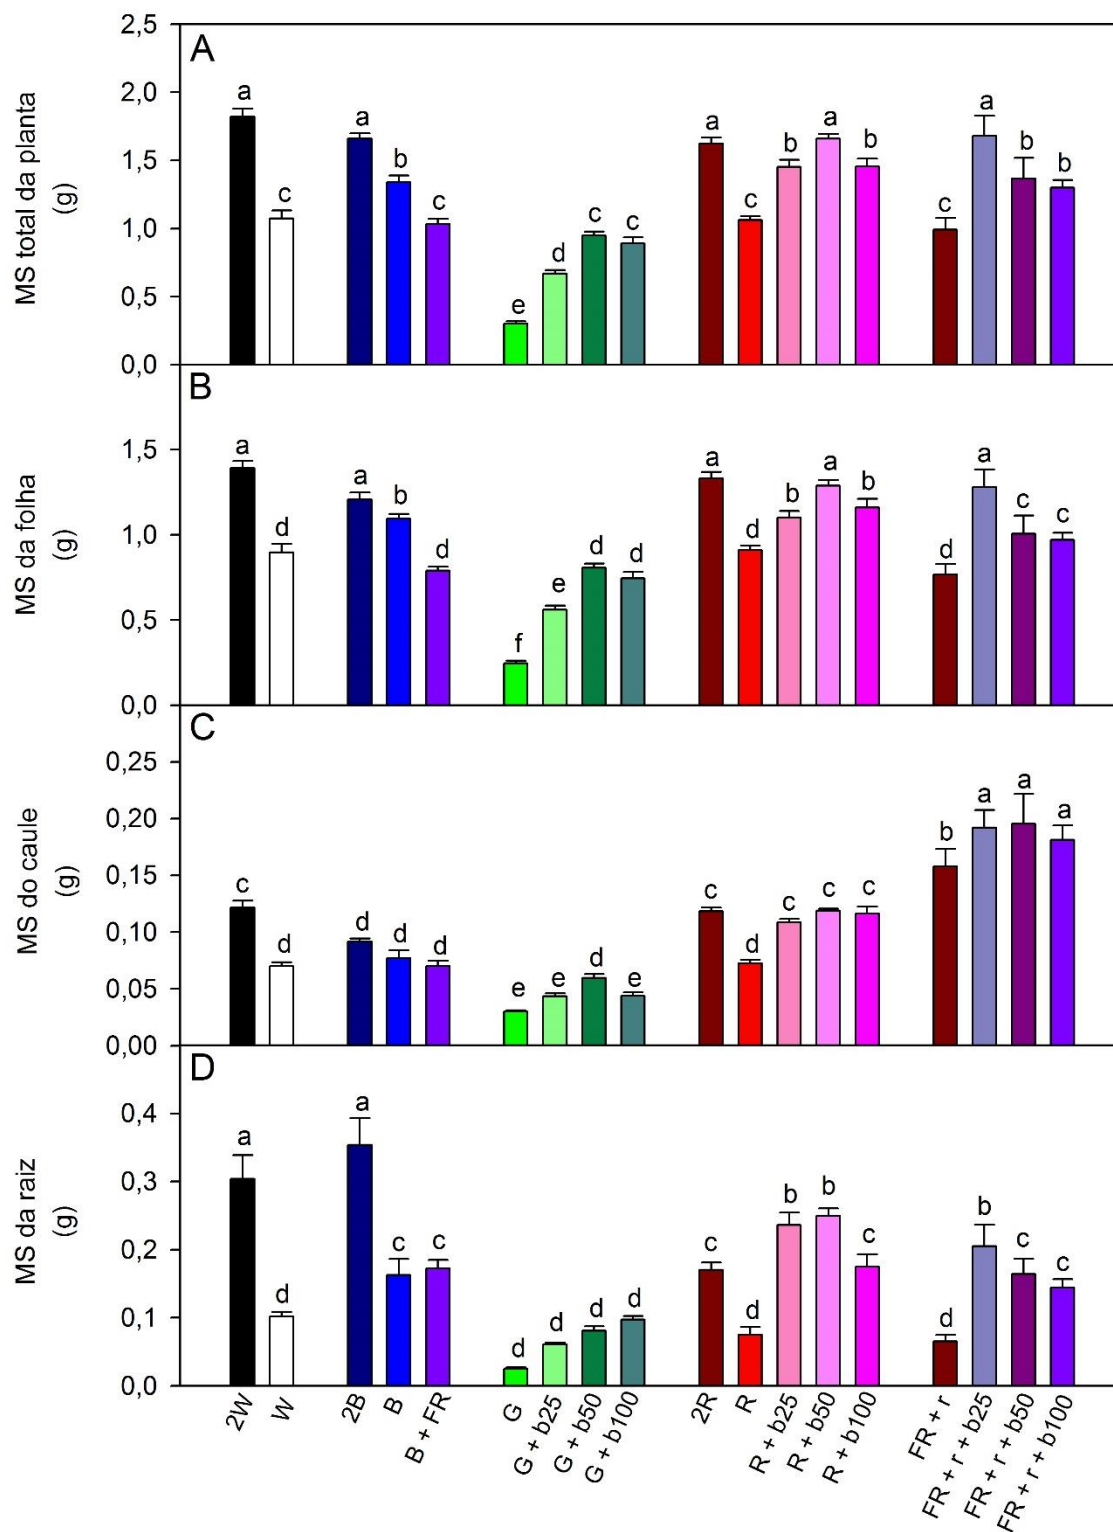 A
MS total da planta
(g)
2,5
2,0
1,5
1,0
0,5
0,0
a c a b c e d c c a c b a b c a b b
B
MS da folha
(g)
1,5
1,0
0,5
0,0
a d a b d f e d d a d b a b d a c c
C
MS do caule
(g)
0,25
0,20
0,15
0,10
0,05
0,00
c d d d d e e d e c d c c c b a a a
D
MS da raiz
(g)
0,4
0,3
0,2
0,1
0,0
a d a c c d d d d c d b b c d b c c
2W
W
2B
B
B + FR
G
G + b25
G + b50
G + b100
2R
R
R + b25
R + b50
R + b100
FR + r
FR + r + b25
FR + r + b50
FR + r + b100